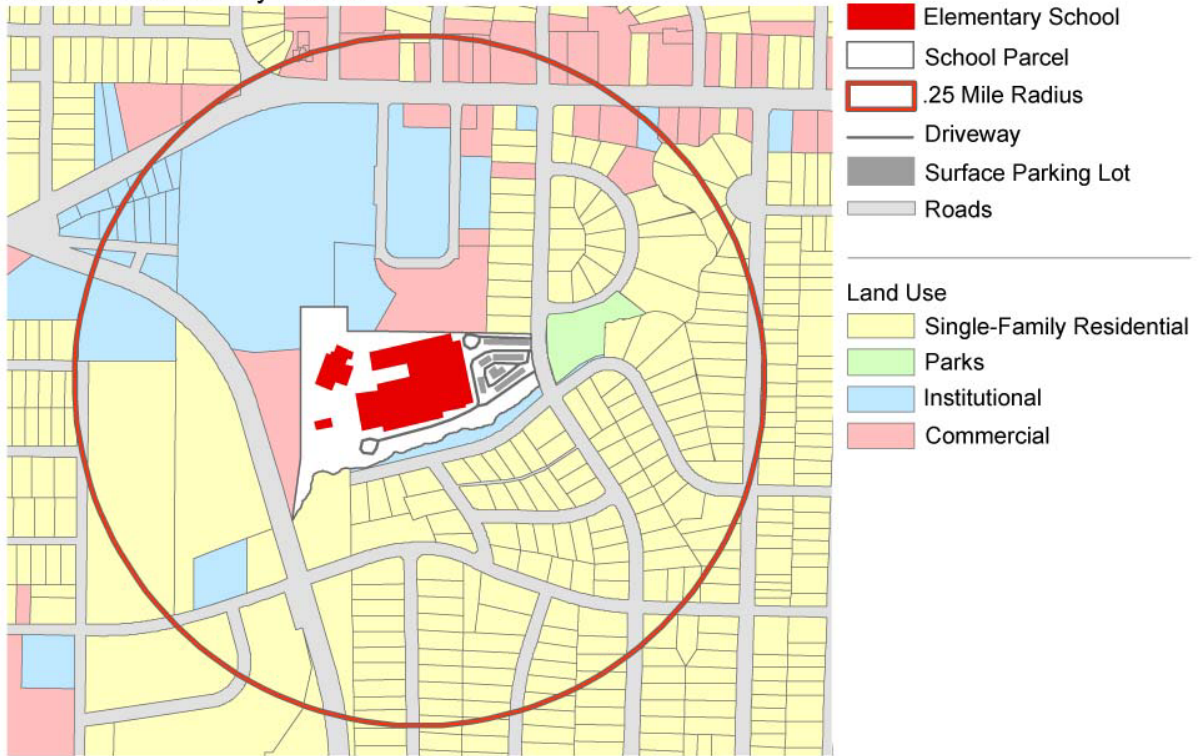 Elementary School
School Parcel
.25 Mile Radius
Driveway
Surface Parking Lot
Roads
Land Use
Single-Family Residential
Parks
Institutional
Commercial